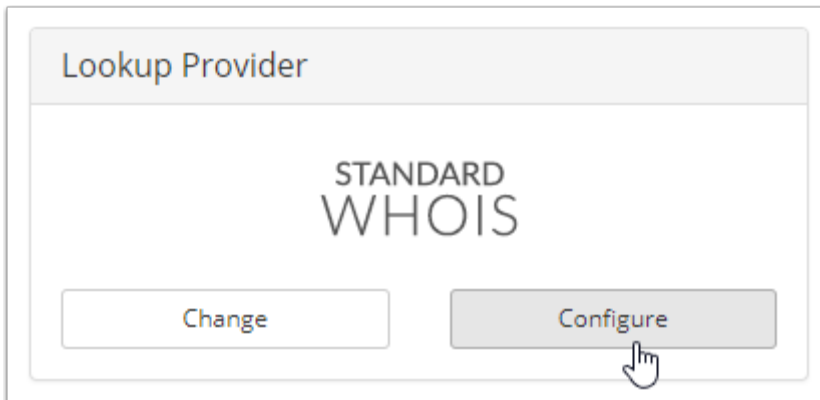 Lookup Provider
STANDARD
WHOIS
Change
Configure